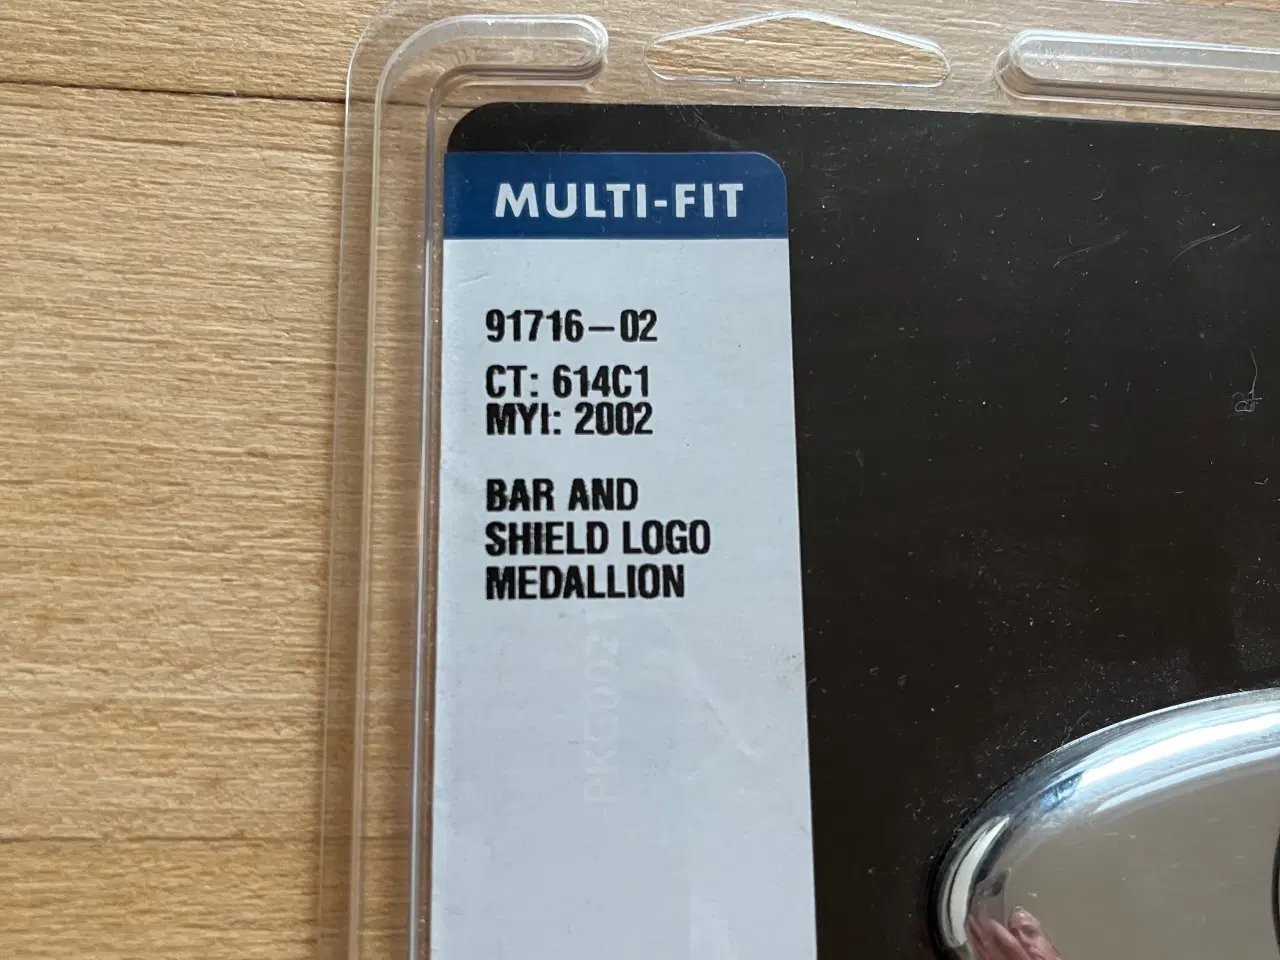 MULTI-FIT
91716-02
CT: 614C1
MYI: 2002
BAR AND
SHIELD LOGO
MEDALLION